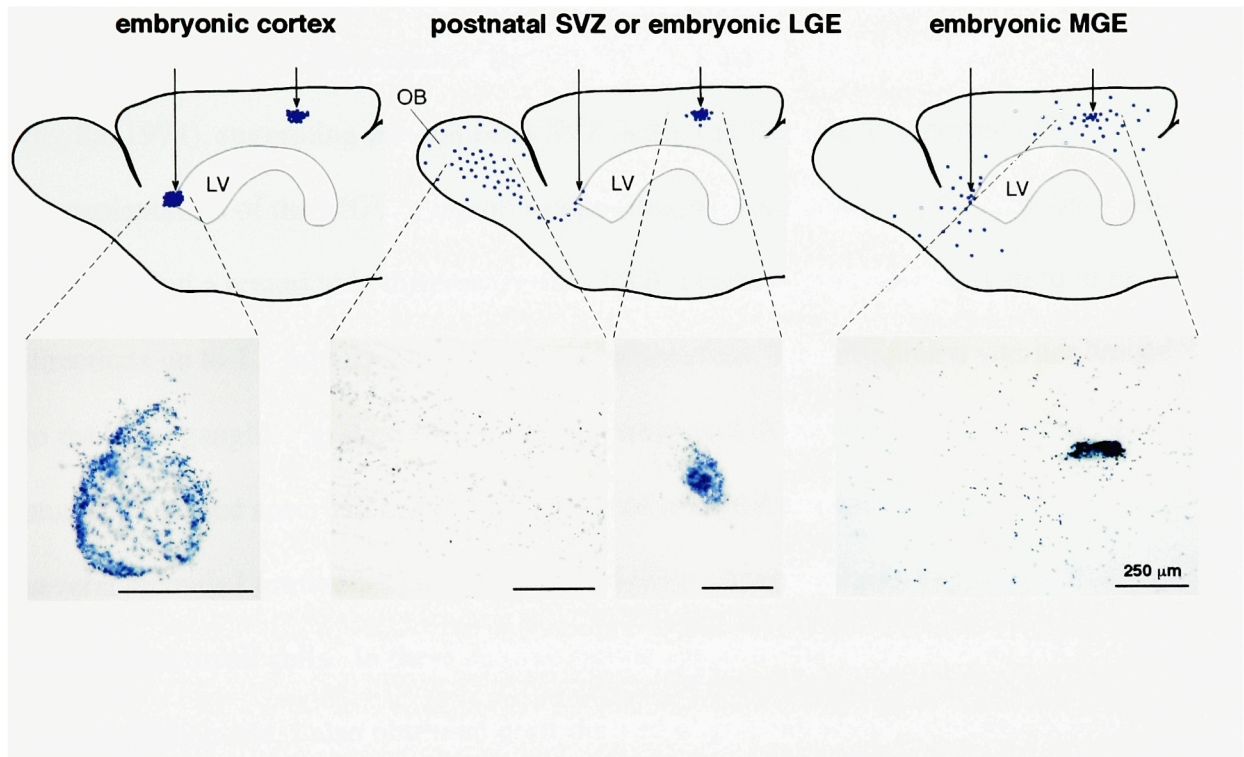 embryonic cortex
postnatal SVZ or embryonic LGE
embryonic MGE
OB
LV
LV
LV
250 μm